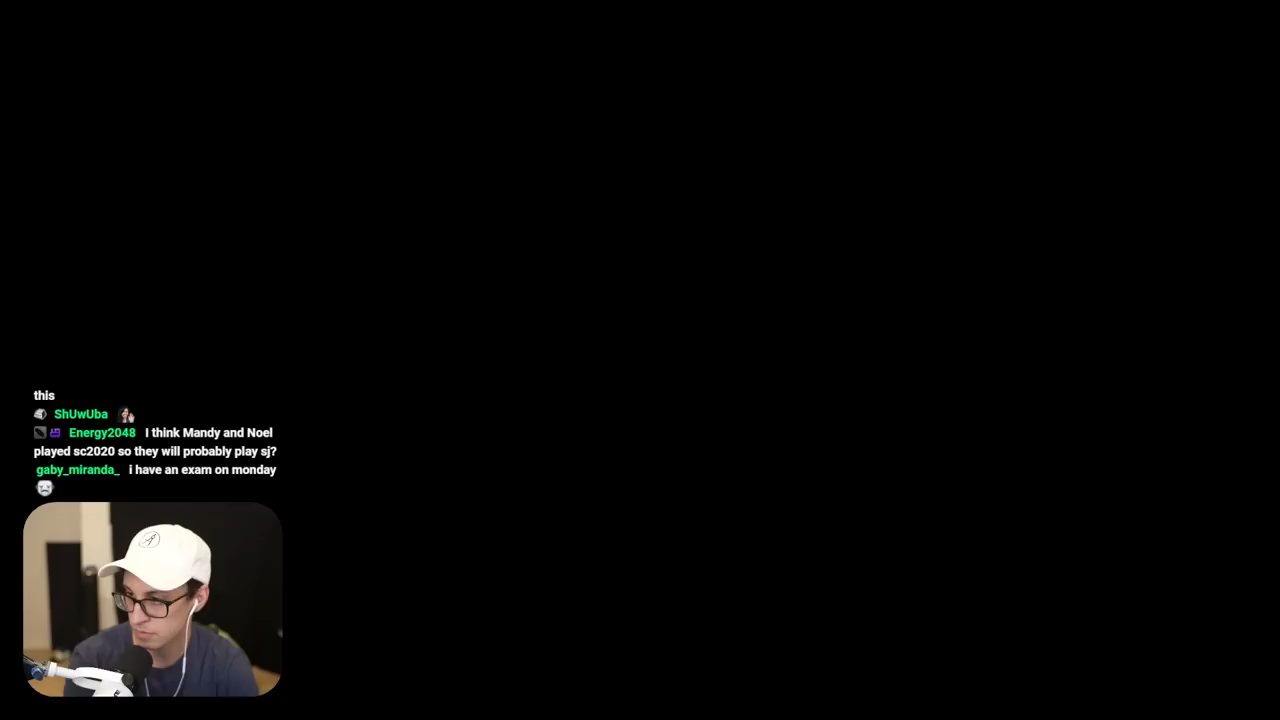 this
ShUwUba
Energy2048 I think Mandy and Noel
played sc2020 so they will probably play sj?
gaby_miranda_ i have an exam on monday